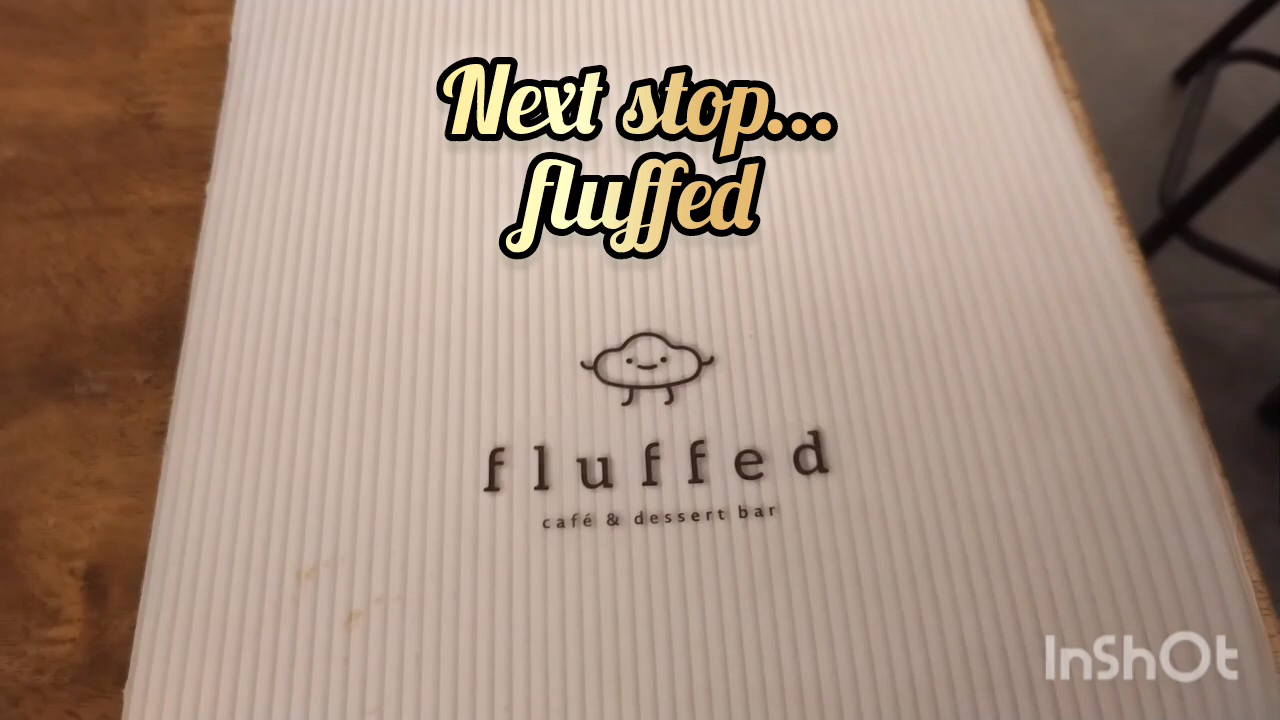 Next stop...
fluffed
fluffed
café & dessert bar
InShOt